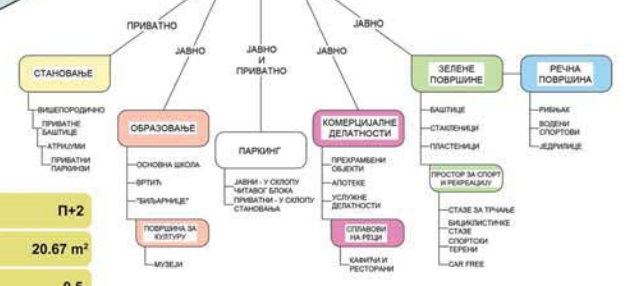 ПРИВАТНО
ЈАВНО
ЈАВНО
И
ПРИВАТНО
ЈАВНО
ЈАВНО
СТАНОВАЊЕ
ВИШЕПОРОДИЧНО
ПРИВАТНЕ
БАШТИЦЕ
АТРИЈУМИ
ПРИВАТНИ
ПАРКИНЗИ
ОБРАЗОВАЊЕ
ОСНОВНА ШКОЛА
ВРТИЋ
"БИЉАРНИЦЕ"
ПОВРШИНА ЗА
КУЛТУРУ
МУЗЕЈИ
ПАРКИНГ
ЈАВНИ - У СКЛОПУ
ЧИТАВОГ БЛОКА
ПРИВАТНИ - У СКЛОПУ
СТАНОВАЊА
КОМЕРЦИЈАЛНЕ
ДЕЛАТНОСТИ
ПРЕХРАМБЕНИ
ОБЈЕКТИ
АПОТЕКЕ
УСЛУЖНЕ
ДЕЛАТНОСТИ
СПЛАВОВИ
НА РЕЦИ
КАФИЋИ И
РЕСТОРАНИ
ЗЕЛЕНЕ
ПОВРШИНЕ
БАШТИЦЕ
СТАКЛЕНИЦИ
ПЛАСТЕНИЦИ
ПРОСТОР ЗА СПОРТ
И РЕКРЕАЦИЈУ
СТАЗЕ ЗА ТРЧАЊЕ
БИЦИКЛИСТИЧКЕ
СТАЗЕ
СПОРТСКИ
ТЕРЕНИ
CAR FREE
РЕЧНА
ПОВРШИНА
РИБЊАК
ВОДЕНИ
СПОРТОВИ
ЈЕДРИЛИЦЕ
П+2
20.67 m²